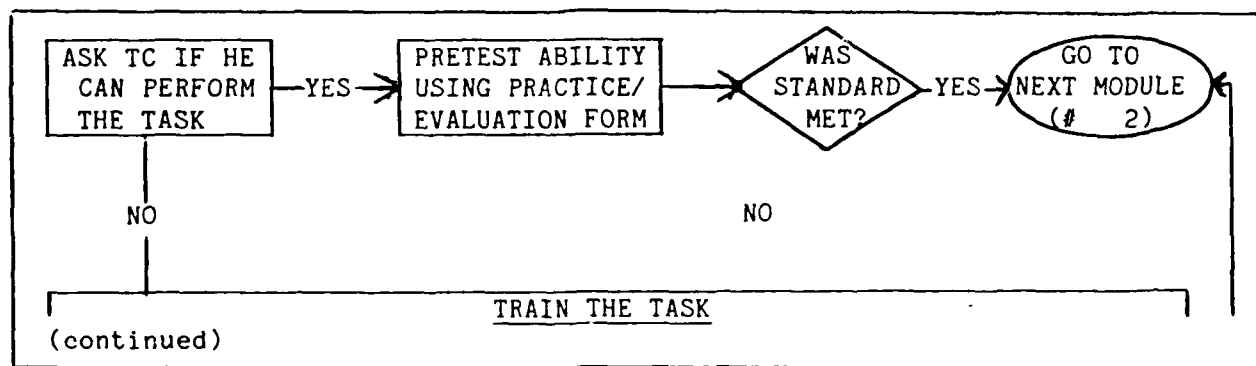 ASK TC IF HE
CAN PERFORM
THE TASK
YES
PRETEST ABILITY
USING PRACTICE/
EVALUATION FORM
WAS
STANDARD
MET?
YES
GO TO
NEXT MODULE
(# 2)
NO
NO
TRAIN THE TASK
(continued)